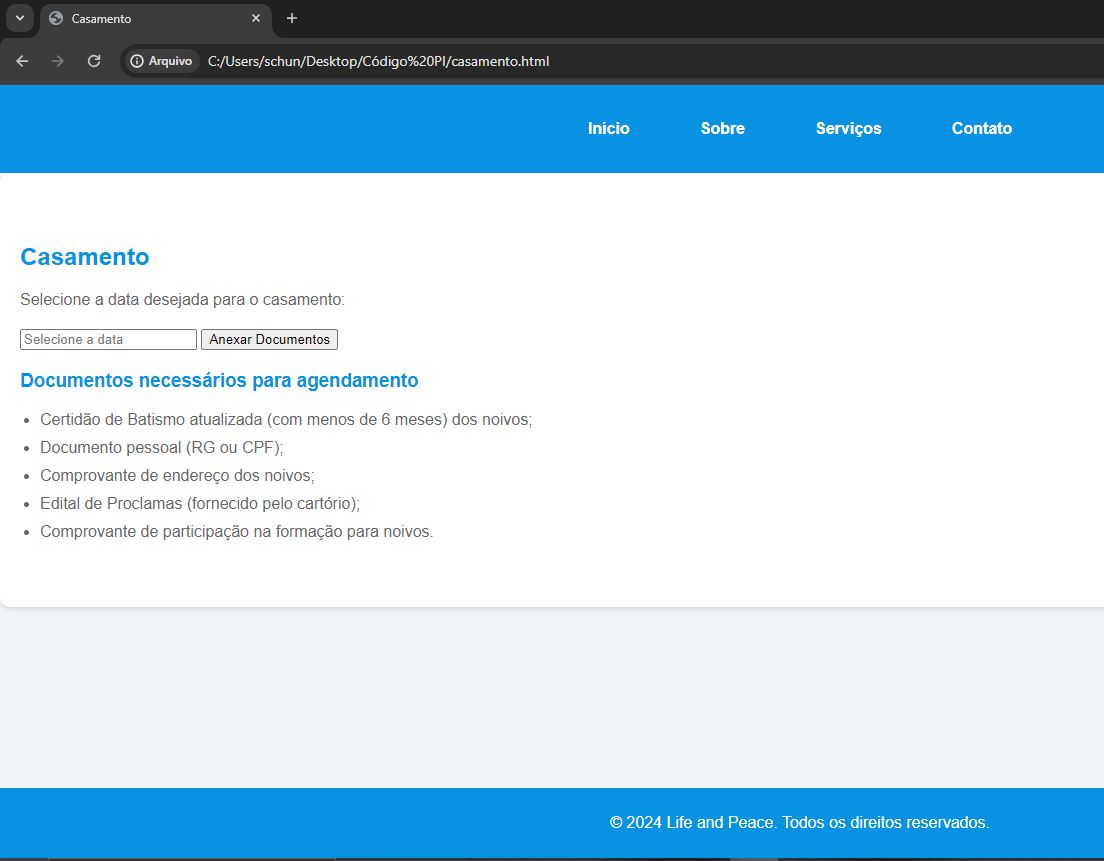 Casamento
Arquivo C:/Users/schun/Desktop/Código%20PI/casamento.html
Início Sobre Serviços Contato
Casamento
Selecione a data desejada para o casamento:
Selecione a data Anexar Documentos
Documentos necessários para agendamento
Certidão de Batismo atualizada (com menos de 6 meses) dos noivos;
Documento pessoal (RG ou CPF);
Comprovante de endereço dos noivos;
Edital de Proclamas (fornecido pelo cartório);
Comprovante de participação na formação para noivos.
© 2024 Life and Peace. Todos os direitos reservados.